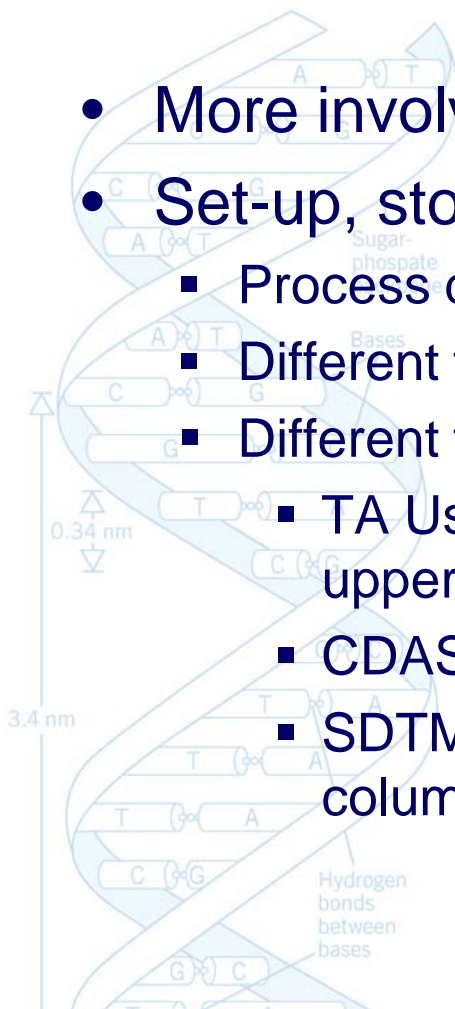 • More invol
• Set-up, sto
▪ Process
▪ Different
▪ Different
▪ TA Us
upper
▪ CDAS
▪ SDTM
colum
A T
G
C G
A T
Sugar-
phospate
A T
Bases
C G
G
T
0.34 nm
C G
C
T A
3.4 nm
T A
T A
C G
Hydrogen
bonds
between
bases
G C
T